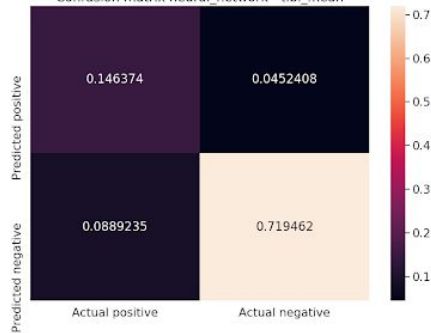 0.7
0.146374
0.0452408
0.6
Predicted positive
0.5
0.4
0.3
0.0889235
0.719462
0.2
Predicted negative
0.1
Actual positive
Actual negative